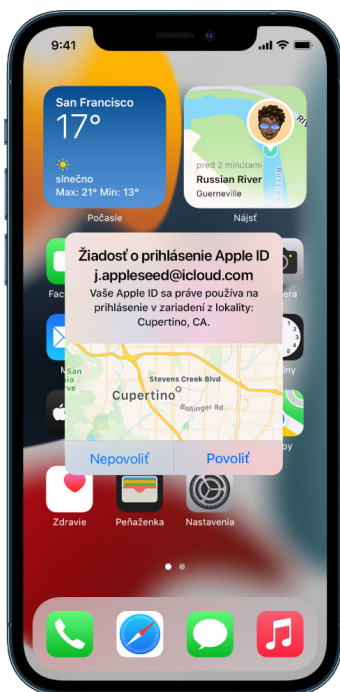 9:41
San Francisco
17°
slnečno
Max: 21° Min: 13°
Počasie
pred 2 minútami
Russian River
Guerneville
Nájsť
Žiadosť o prihlásenie Apple ID
j.appleseed@icloud.com
Vaše Apple ID sa práve používa na
prihlásenie v zariadení z lokality:
Cupertino, CA.
Stevens Creek Blvd
Cupertino
Bollinger Rd
Nepovoliť
Povoliť
Zdravie
Peňaženka
Nastavenia